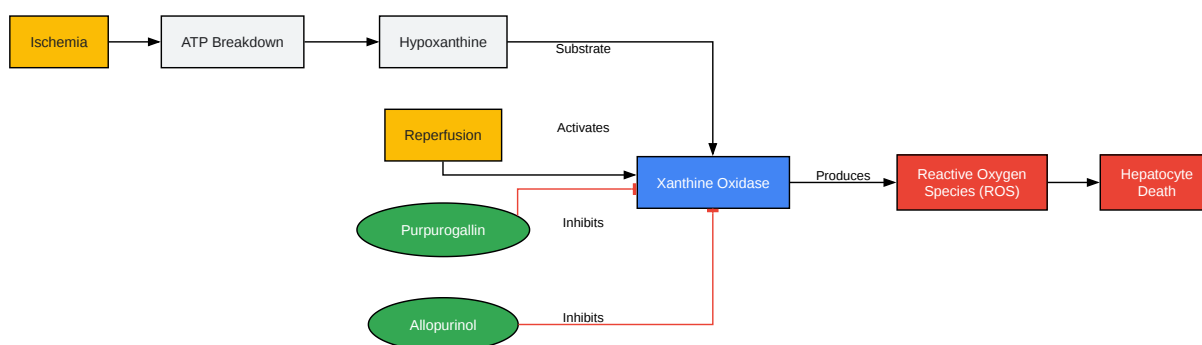 Ischemia
ATP Breakdown
Hypoxanthine
Substrate
Reperfusion
Activates
Xanthine Oxidase
Produces
Reactive Oxygen
Species (ROS)
Hepatocyte
Death
Purpurogallin
Inhibits
Allopurinol
Inhibits